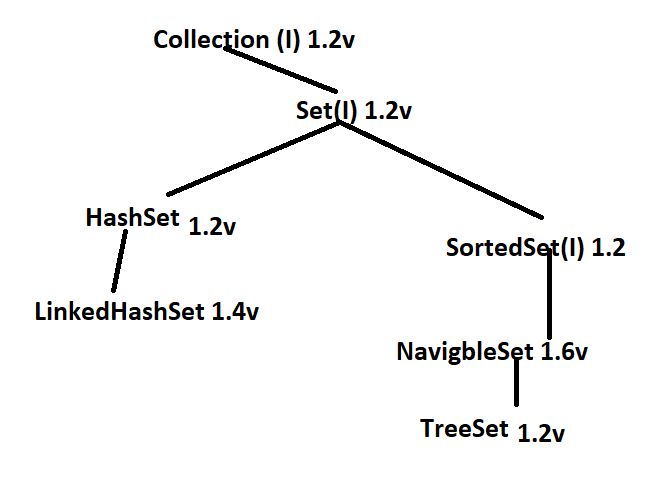 Collection (I) 1.2v
Set(I) 1.2v
HashSet 1.2v
SortedSet(I) 1.2
LinkedHashSet 1.4v
NavigbleSet 1.6v
TreeSet 1.2v